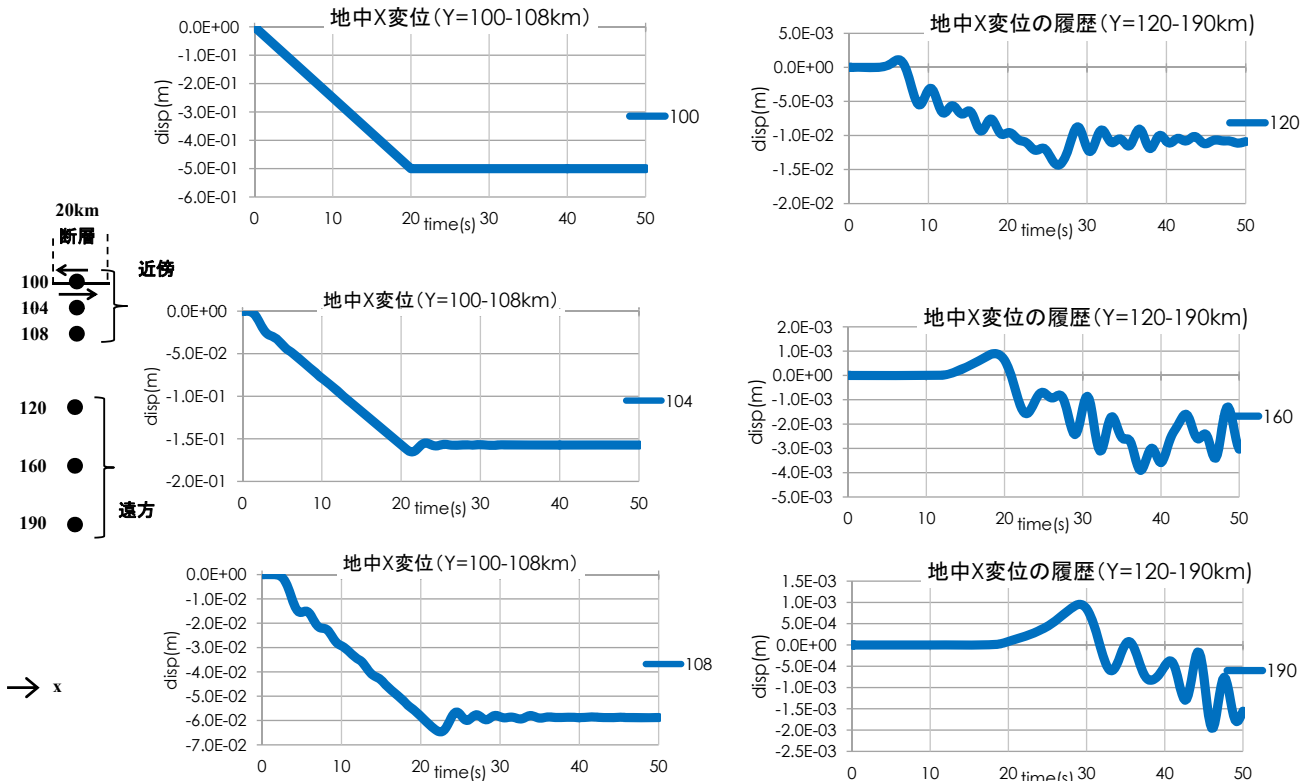 地中X変位(Y=100-108km)
0.0E+00
-1.0E-01
-2.0E-01
-3.0E-01
-4.0E-01
-5.0E-01
-6.0E-01
disp(m)
0 10 20 30 40 50
time(s)
100
地中X変位の履歴(Y=120-190km)
5.0E-03
0.0E+00
-5.0E-03
-1.0E-02
-1.5E-02
-2.0E-02
disp(m)
0 10 20 30 40 50
time(s)
120
20km
断層
100
104
108
近傍
120
160
190
遠方
x
地中X変位(Y=100-108km)
0.0E+00
-5.0E-02
-1.0E-01
-1.5E-01
-2.0E-01
disp(m)
0 10 20 30 40 50
time(s)
104
地中X変位の履歴(Y=120-190km)
2.0E-03
1.0E-03
0.0E+00
-1.0E-03
-2.0E-03
-3.0E-03
-4.0E-03
-5.0E-03
disp(m)
0 10 20 30 40 50
time(s)
160
地中X変位(Y=100-108km)
0.0E+00
-1.0E-02
-2.0E-02
-3.0E-02
-4.0E-02
-5.0E-02
-6.0E-02
-7.0E-02
disp(m)
0 10 20 30 40 50
time(s)
108
地中X変位の履歴(Y=120-190km)
1.5E-03
1.0E-03
5.0E-04
0.0E+00
-5.0E-04
-1.0E-03
-1.5E-03
-2.0E-03
-2.5E-03
disp(m)
0 10 20 30 40 50
time(s)
190